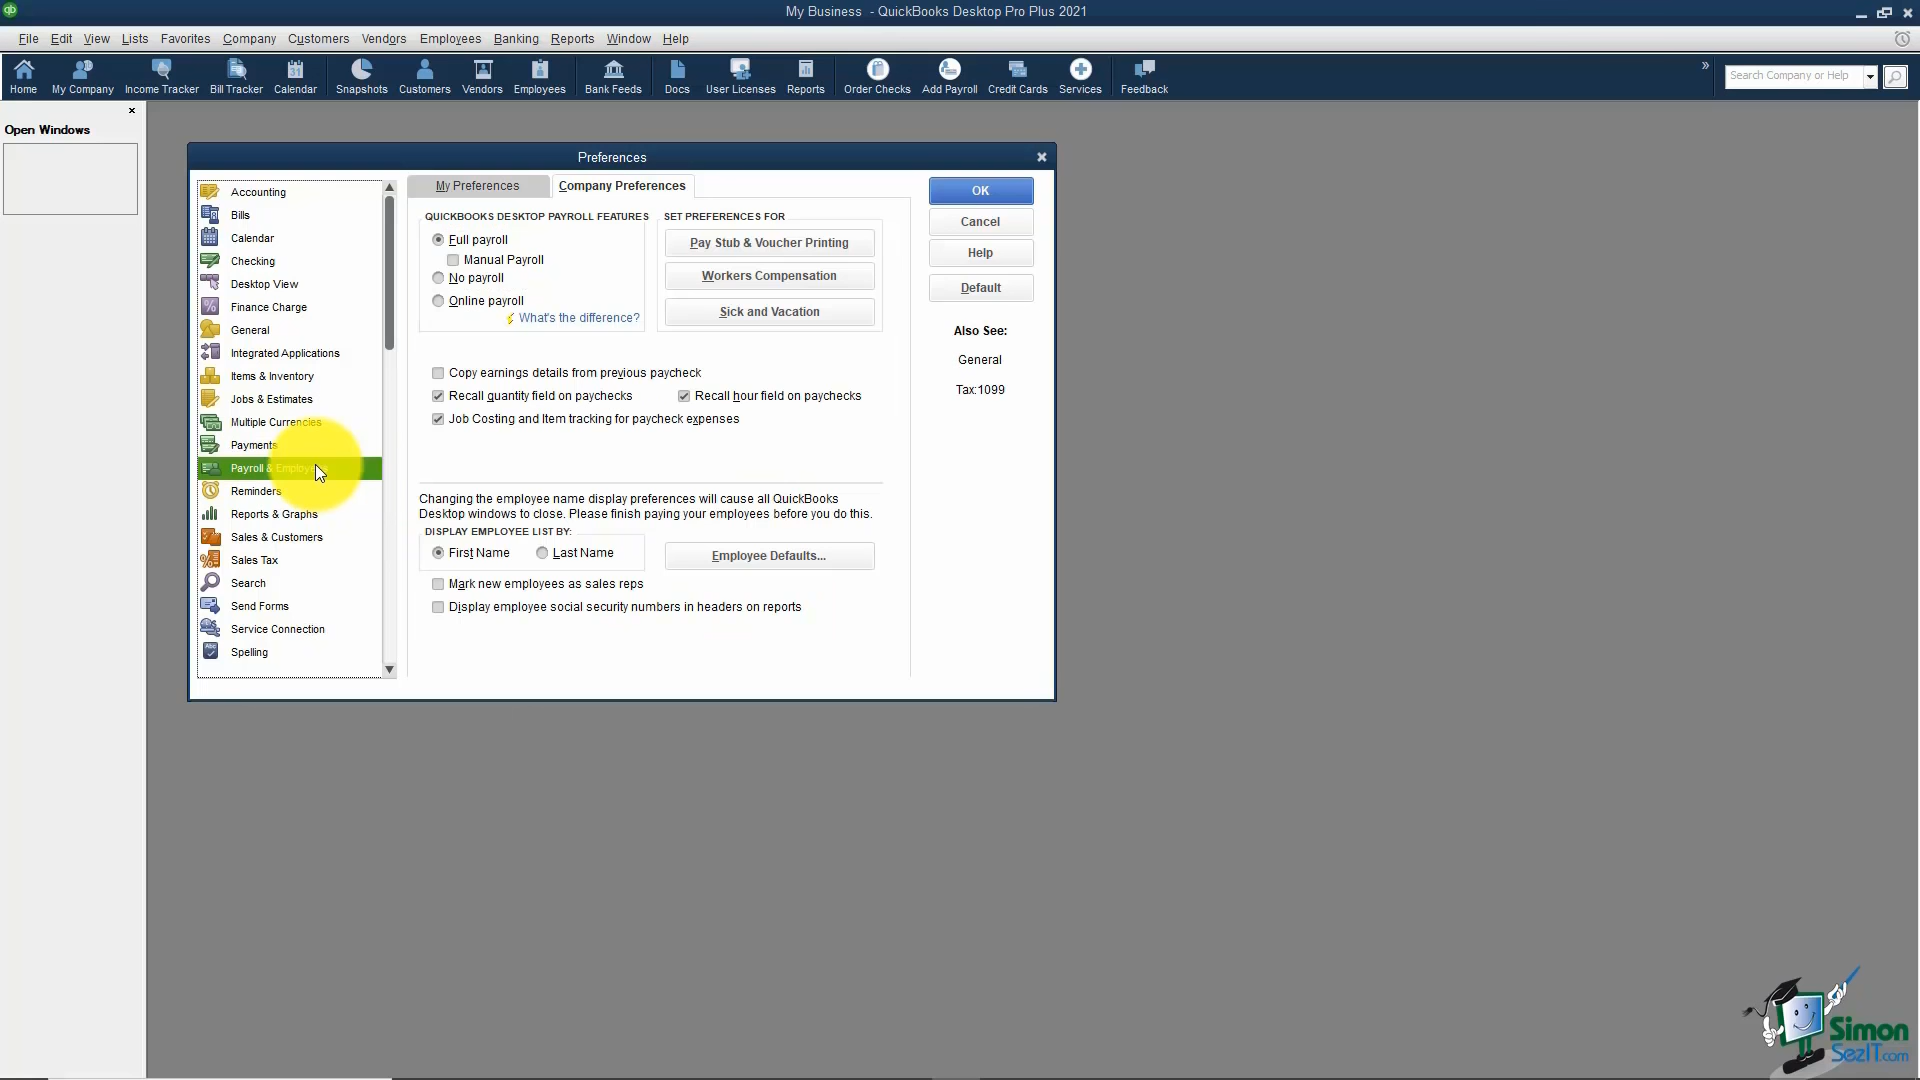 My Business - QuickBooks Desktop Pro Plus 2021
File Edit View Lists Favorites Company Customers Vendors Employees Banking Reports Window Help
Home My Company Income Tracker Bill Tracker Calendar Snapshots Customers Vendors Employees Bank Feeds Docs User Licenses Reports Order Checks Add Payroll Credit Cards Services Feedback
Search Company or Help
Open Windows
Preferences
Accounting
Bills
Calendar
Checking
Desktop View
Finance Charge
General
Integrated Applications
Items & Inventory
Jobs & Estimates
Multiple Currencies
Payments
Payroll & Employees
Reminders
Reports & Graphs
Sales & Customers
Sales Tax
Search
Send Forms
Service Connection
Spelling
My Preferences Company Preferences
QUICKBOOKS DESKTOP PAYROLL FEATURES
Full payroll
Manual Payroll
No payroll
Online payroll
What's the difference?
SET PREFERENCES FOR
Pay Stub & Voucher Printing
Workers Compensation
Sick and Vacation
Copy earnings details from previous paycheck
Recall quantity field on paychecks Recall hour field on paychecks
Job Costing and Item tracking for paycheck expenses
Changing the employee name display preferences will cause all QuickBooks
Desktop windows to close. Please finish paying your employees before you do this.
DISPLAY EMPLOYEE LIST BY:
First Name Last Name
Employee Defaults...
Mark new employees as sales reps
Display employee social security numbers in headers on reports
OK
Cancel
Help
Default
Also See:
General
Tax:1099
Simon
SezIT.com